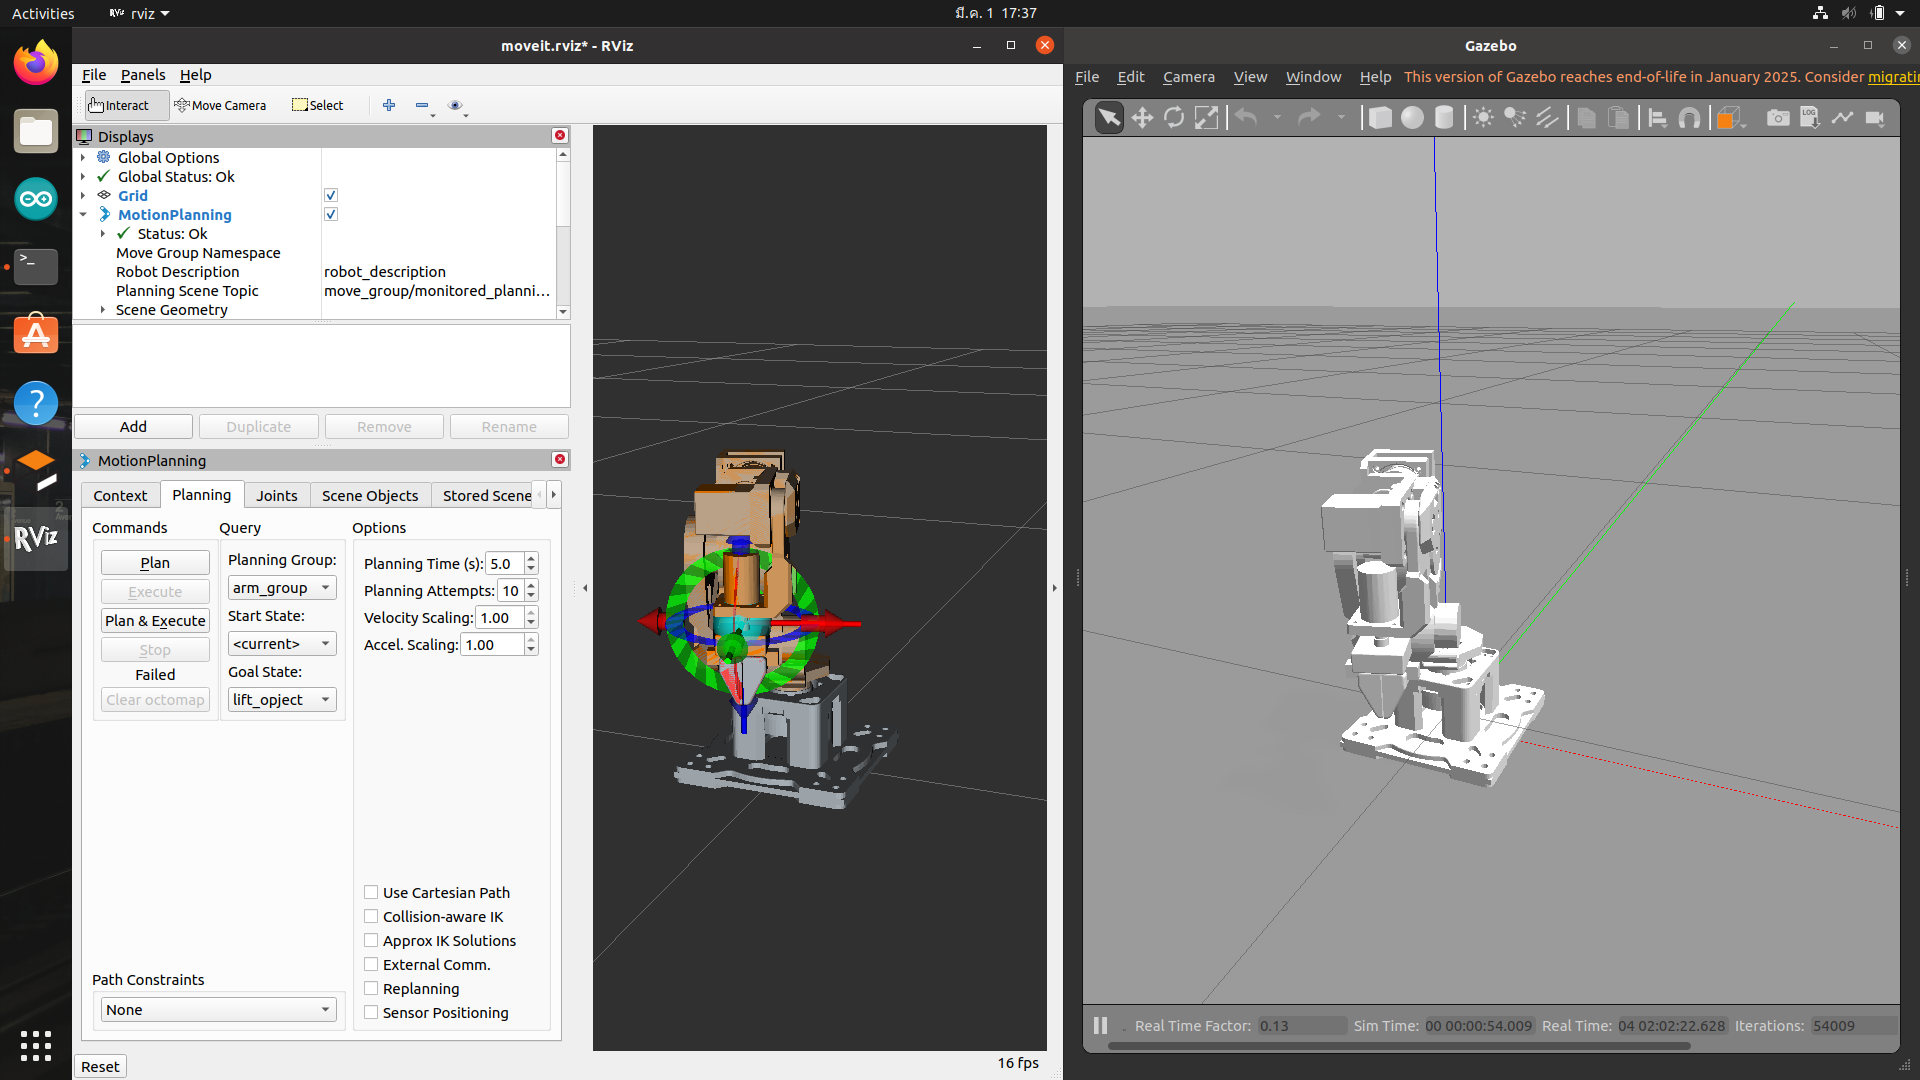 Activities
RViz rviz
มี.ค. 1 17:37
moveit.rviz* - RViz
File Panels Help
Interact Move Camera Select
Displays
Global Options
Global Status: Ok
Grid
MotionPlanning
Status: Ok
Move Group Namespace
Robot Description robot_description
Planning Scene Topic move_group/monitored_planni...
Scene Geometry
Add Duplicate Remove Rename
MotionPlanning
Context Planning Joints Scene Objects Stored Scene
Commands Query Options
Plan
Execute
Plan & Execute
Stop
Failed
Clear octomap
Planning Group:
arm_group
Start State:
<current>
Goal State:
lift_opject
Planning Time (s): 5.0
Planning Attempts: 10
Velocity Scaling: 1.00
Accel. Scaling: 1.00
Use Cartesian Path
Collision-aware IK
Approx IK Solutions
External Comm.
Replanning
Sensor Positioning
Path Constraints
None
Reset
16 fps
RViz
Gazebo
File Edit Camera View Window Help This version of Gazebo reaches end-of-life in January 2025. Consider migratin
LOG
Real Time Factor: 0.13 Sim Time: 00 00:00:54.009 Real Time: 04 02:02:22.628 Iterations: 54009